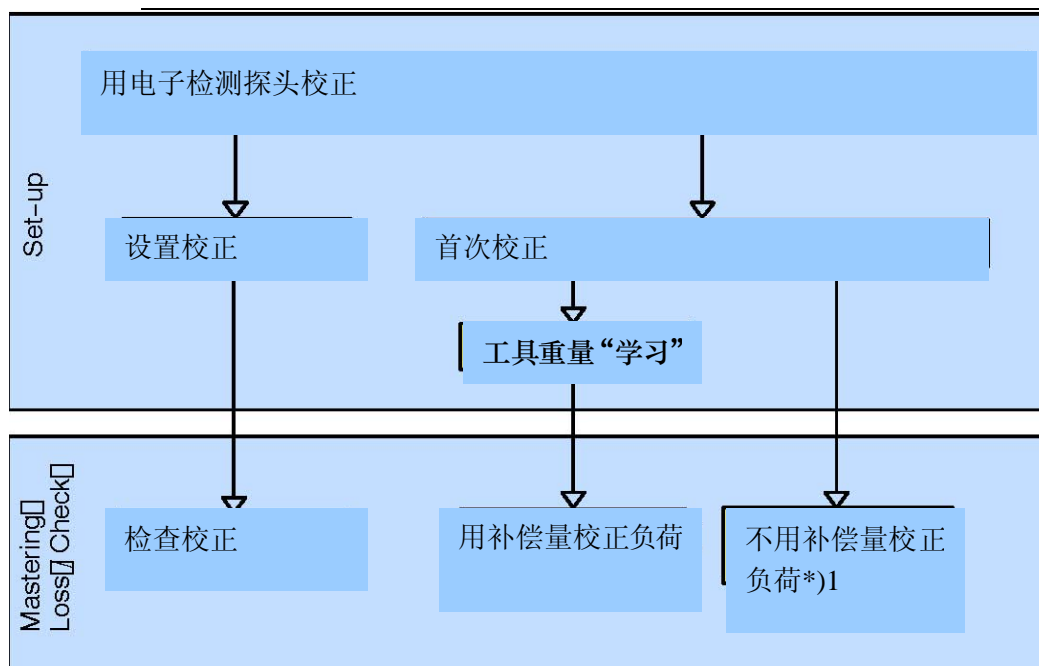 用电子检测探头校正
Set-up
设置校正
首次校正
工具重量“学习”
Mastering▯
Loss▯/ Check▯
检查校正
用补偿量校正负荷
不用补偿量校正
负荷*)1